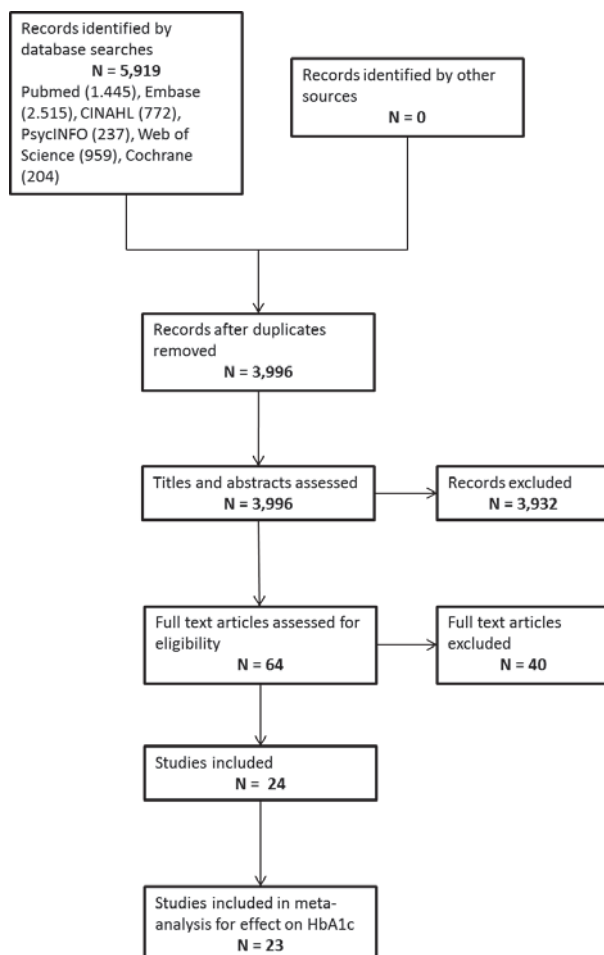 Records identified by
database searches
N = 5,919
Pubmed (1.445), Embase
(2.515), CINAHL (772),
PsycINFO (237), Web of
Science (959), Cochrane
(204)
Records identified by other
sources
N = 0
Records after duplicates
removed
N = 3,996
Titles and abstracts assessed
N = 3,996
Records excluded
N = 3,932
Full text articles assessed for
eligibility
N = 64
Full text articles
excluded
N = 40
Studies included
N = 24
Studies included in meta-
analysis for effect on HbA1c
N = 23